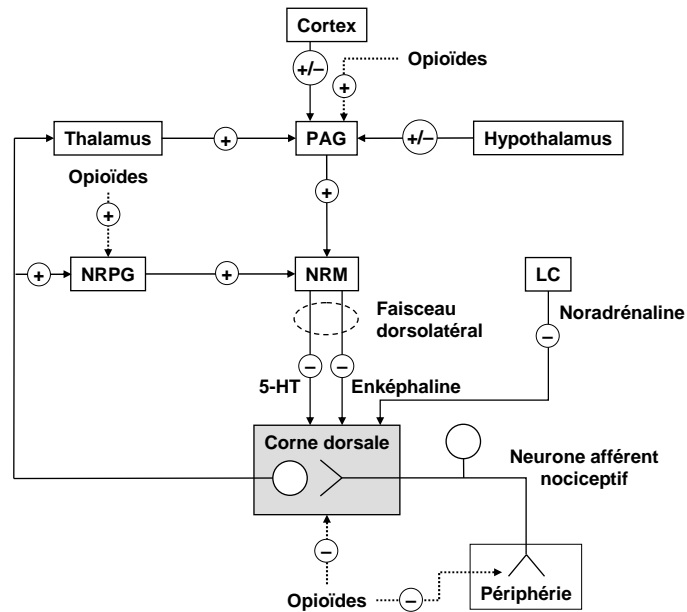 Cortex
+/−
Opioïdes
+
Thalamus
+
PAG
+/−
Hypothalamus
Opioïdes
+
+
+
NRPG
+
NRM
LC
Faisceau
dorsolatéral
Noradrénaline
−
−
−
5-HT
Enképhaline
Corne dorsale
Neurone afférent
nociceptif
−
Opioïdes
−
Périphérie